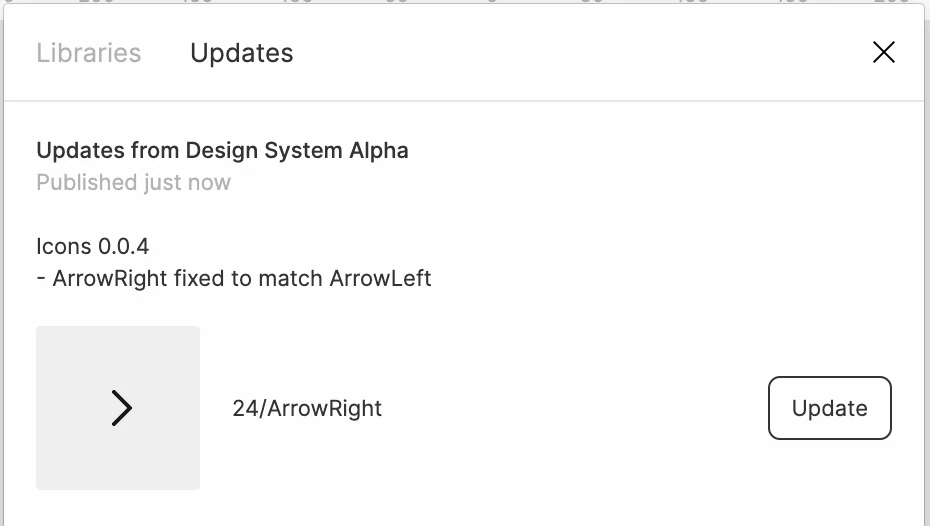 Libraries Updates
Updates from Design System Alpha
Published just now
Icons 0.0.4
- ArrowRight fixed to match ArrowLeft
24/ArrowRight Update